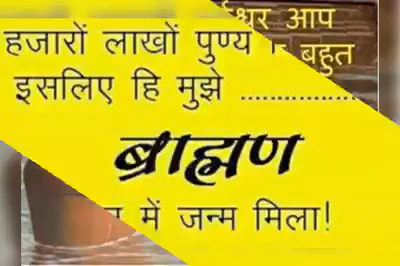 आप
हजारों लाखों पुण्य बहुत
इसलिए हि मुझे ..................
ब्राह्मण
में जन्म मिला!